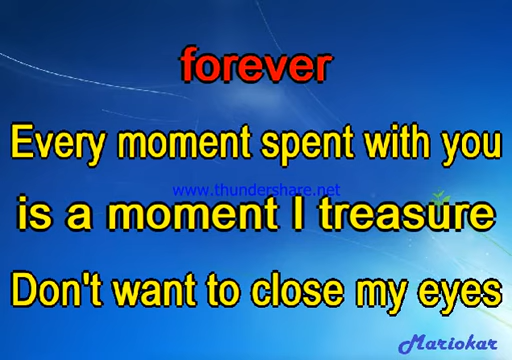 forever
Every moment spent with you
www.thundershare.net
is a moment I treasure
Don't want to close my eyes
Mariokar